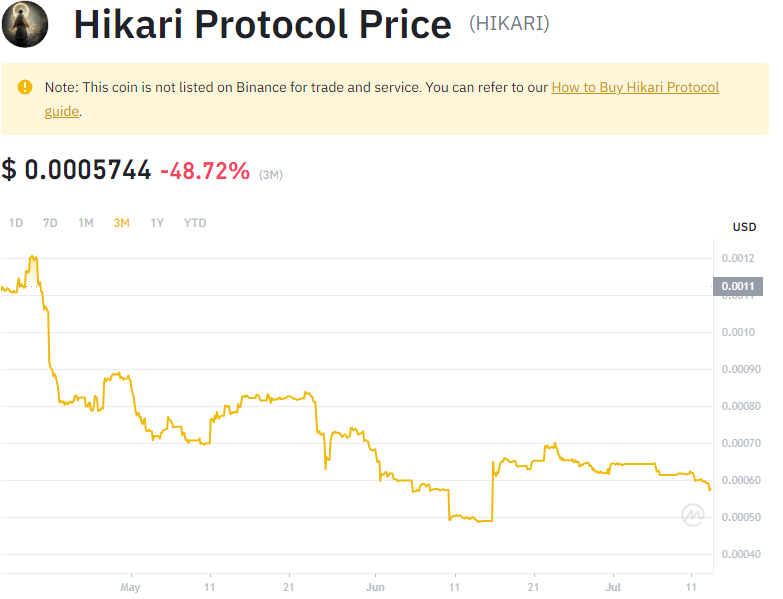 Hikari Protocol Price (HIKARI)
Note: This coin is not listed on Binance for trade and service. You can refer to our How to Buy Hikari Protocol
guide.
$ 0.0005744 -48.72% (3M)
1D 7D 1M 3M 1Y YTD
USD
0.0012
0.0011
0.0011
0.0010
0.00090
0.00080
0.00070
0.00060
0.00050
0.00040
May 11 21 Jun 11 21 Jul 11